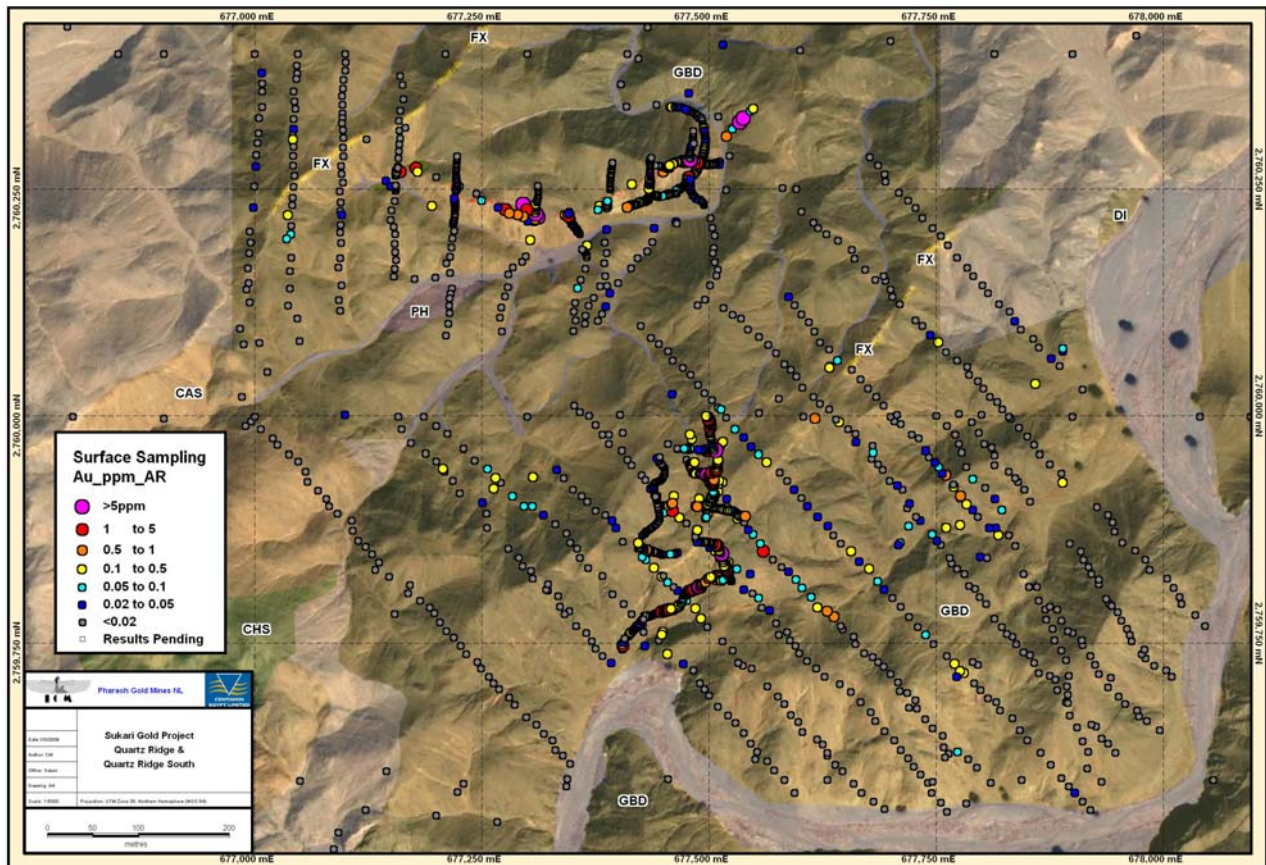 677,000 mE 677,250 mE 677,500 mE 677,750 mE 678,000 mE
FX
GBD
FX
2,760,250 mN 2,760,250 mN
DI
FX
PH
FX
CAS
2,760,000 mN 2,760,000 mN
Surface Sampling
Au_ppm_AR
>5ppm
1 to 5
0.5 to 1
0.1 to 0.5
0.05 to 0.1
0.02 to 0.05
<0.02
Results Pending
GBD
CHS
2,759,750 mN 2,759,750 mN
Pharaoh Gold Mines NL
CENTAMIN
EGYPT LIMITED
Sukari Gold Project
Quartz Ridge &
Quartz Ridge South
GBD
0 50 100 200
metres
677,000 mE 677,250 mE 677,500 mE 677,750 mE 678,000 mE